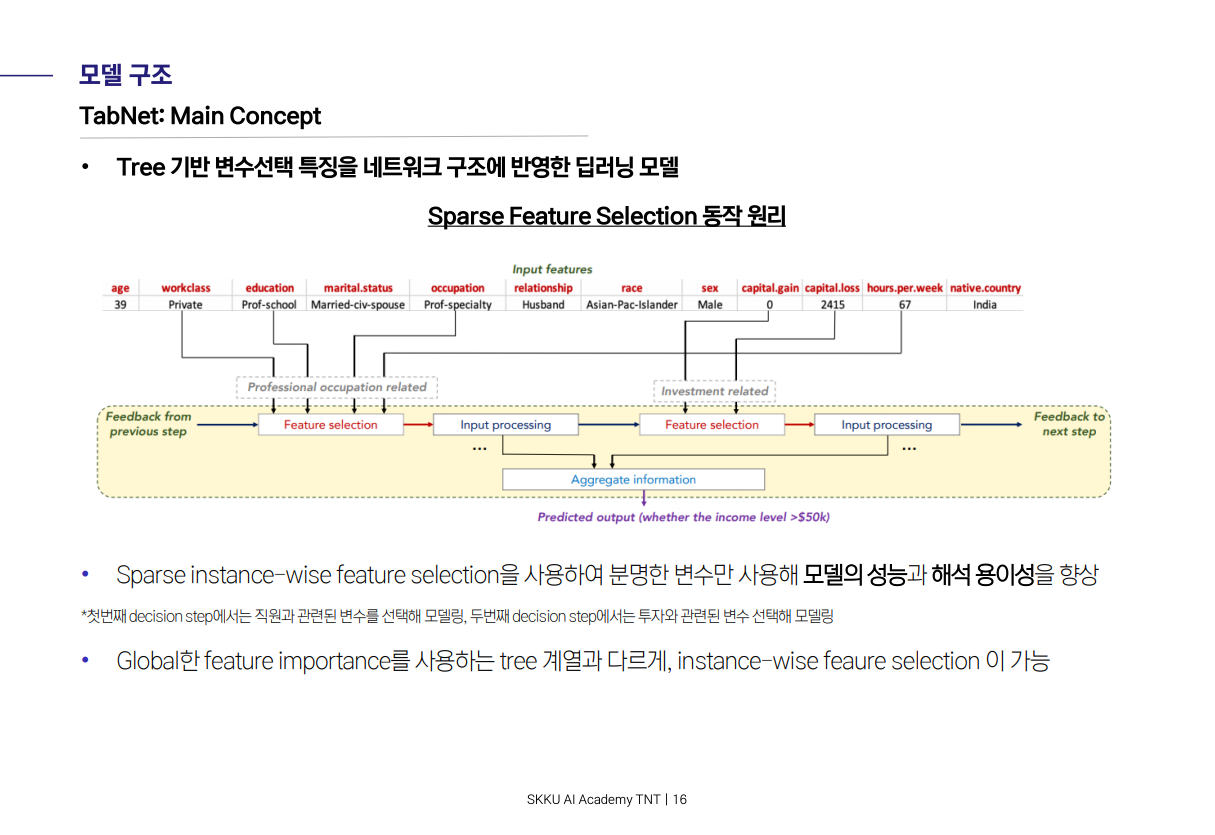 모델 구조
TabNet: Main Concept
• Tree 기반 변수선택 특징을 네트워크 구조에 반영한 딥러닝 모델
Sparse Feature Selection 동작 원리
Input features
age workclass education marital.status occupation relationship race sex capital.gain capital.loss hours.per.week native.country
39 Private Prof-school Married-civ-spouse Prof-specialty Husband Asian-Pac-Islander Male 0 2415 67 India
Professional occupation related
Investment related
Feedback from
previous step
Feature selection
Input processing
Feature selection
Input processing
Feedback to
next step
...
...
Aggregate information
Predicted output (whether the income level >$50k)
• Sparse instance-wise feature selection을 사용하여 분명한 변수만 사용해 모델의 성능과 해석 용이성을 향상
*첫번째 decision step에서는 직원과 관련된 변수를 선택해 모델링, 두번째 decision step에서는 투자와 관련된 변수 선택해 모델링
• Global한 feature importance를 사용하는 tree 계열과 다르게, instance-wise feaure selection 이 가능
SKKU AI Academy TNT | 16